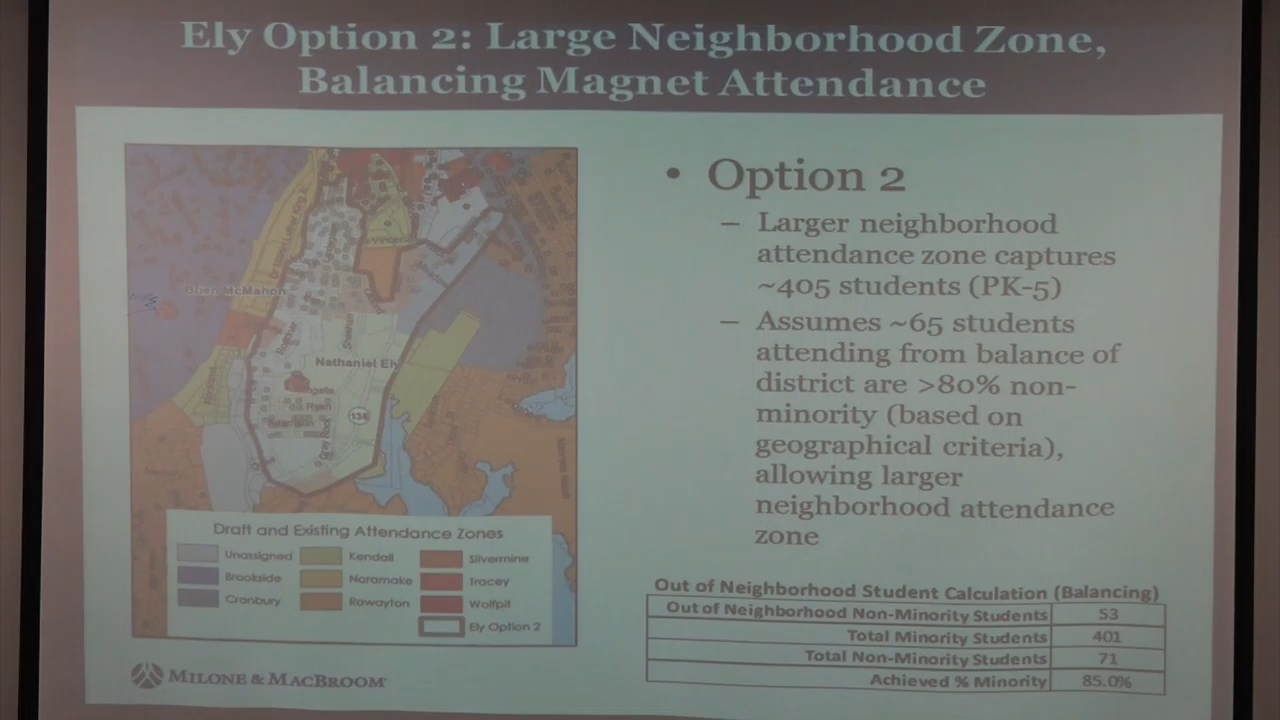 Ely Option 2: Large Neighborhood Zone,
Balancing Magnet Attendance
Brien McMahon
Nathaniel Ely
136
Ryan
Draft and Existing Attendance Zones
Unassigned
Kendall
Silvermine
Brookside
Naramake
Tracey
Cranbury
Rowayton
Wolfpit
Ely Option 2
MILONE & MACBROOM
• Option 2
– Larger neighborhood
attendance zone captures
~405 students (PK-5)
– Assumes ~65 students
attending from balance of
district are >80% non-
minority (based on
geographical criteria),
allowing larger
neighborhood attendance
zone
Out of Neighborhood Student Calculation (Balancing)
Out of Neighborhood Non-Minority Students 53
Total Minority Students 401
Total Non-Minority Students 71
Achieved % Minority 85.0%